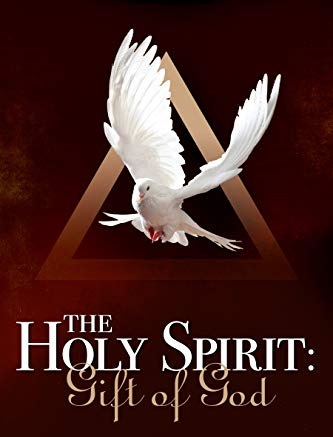 THE
HOLY SPIRIT:
Gift of God